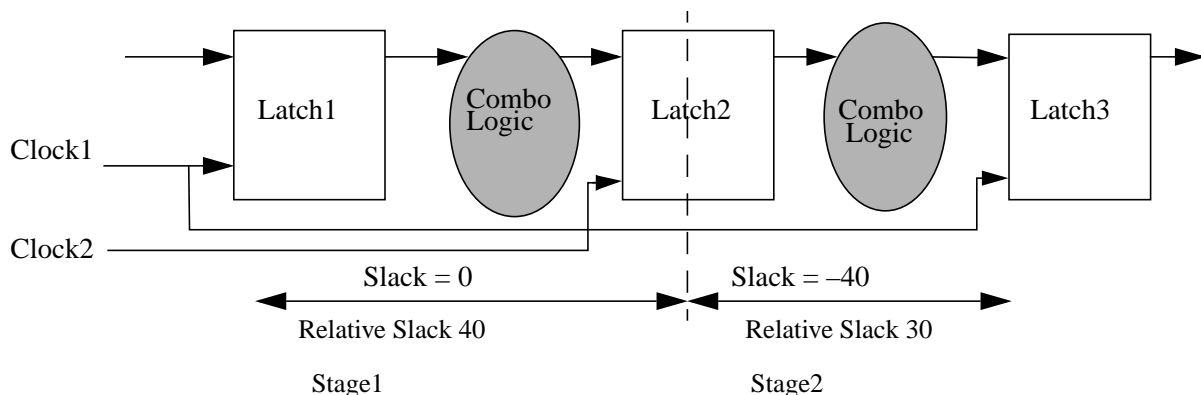 Latch1
Combo
Logic
Latch2
Combo
Logic
Latch3
Clock1
Clock2
Slack = 0
Slack = –40
Relative Slack 40
Relative Slack 30
Stage1
Stage2